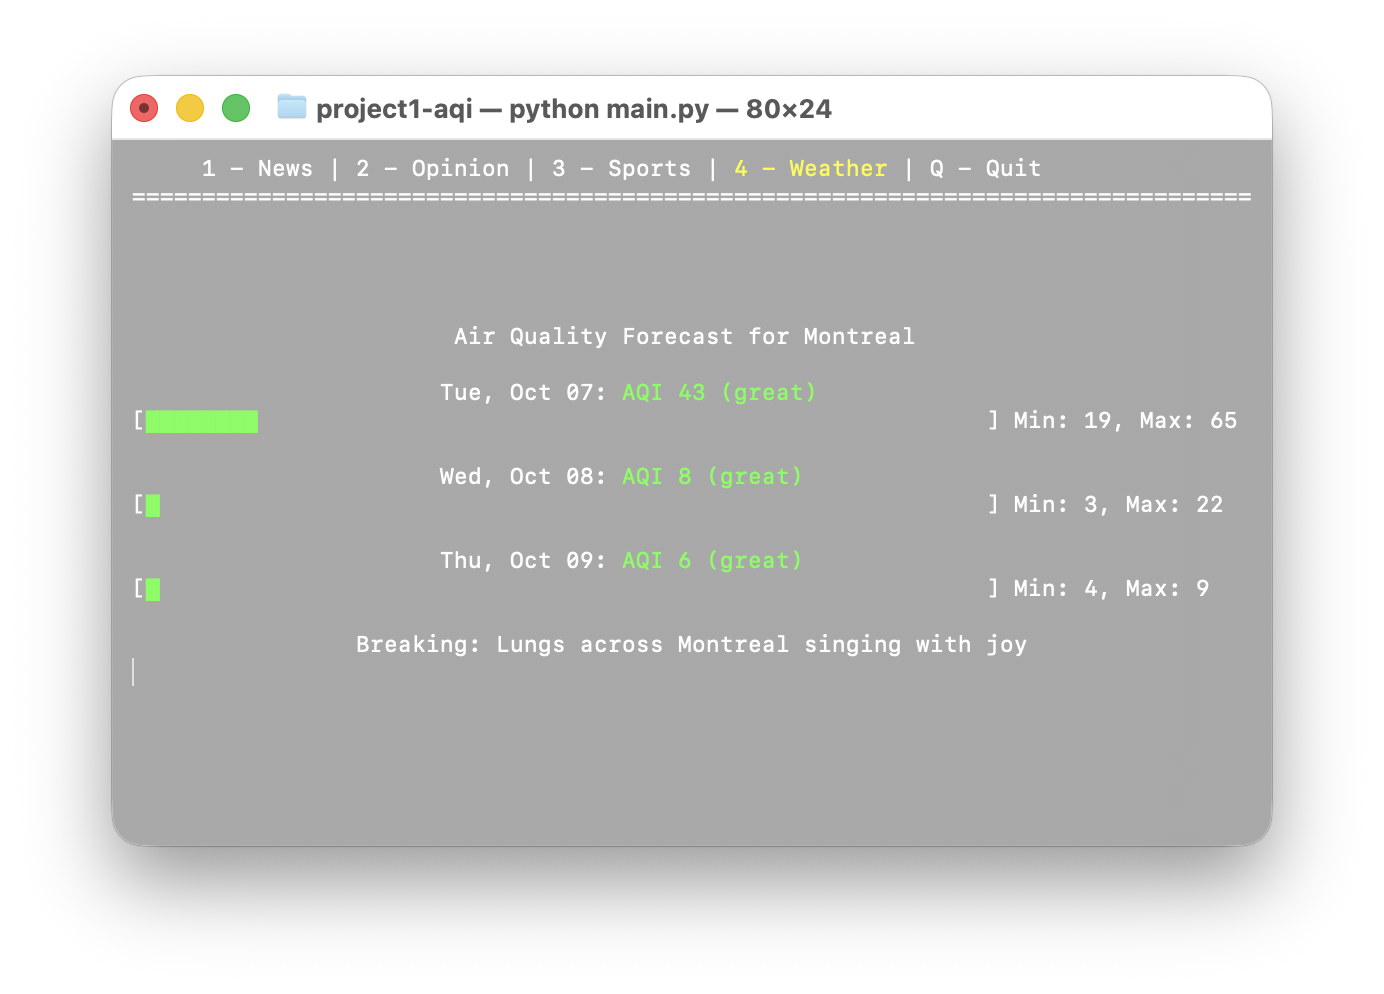 project1-aqi — python main.py — 80×24
1 – News | 2 – Opinion | 3 – Sports | 4 – Weather | Q – Quit
================================================================================
Air Quality Forecast for Montreal
Tue, Oct 07: AQI 43 (great)
[████████ ] Min: 19, Max: 65
Wed, Oct 08: AQI 8 (great)
[█ ] Min: 3, Max: 22
Thu, Oct 09: AQI 6 (great)
[█ ] Min: 4, Max: 9
Breaking: Lungs across Montreal singing with joy